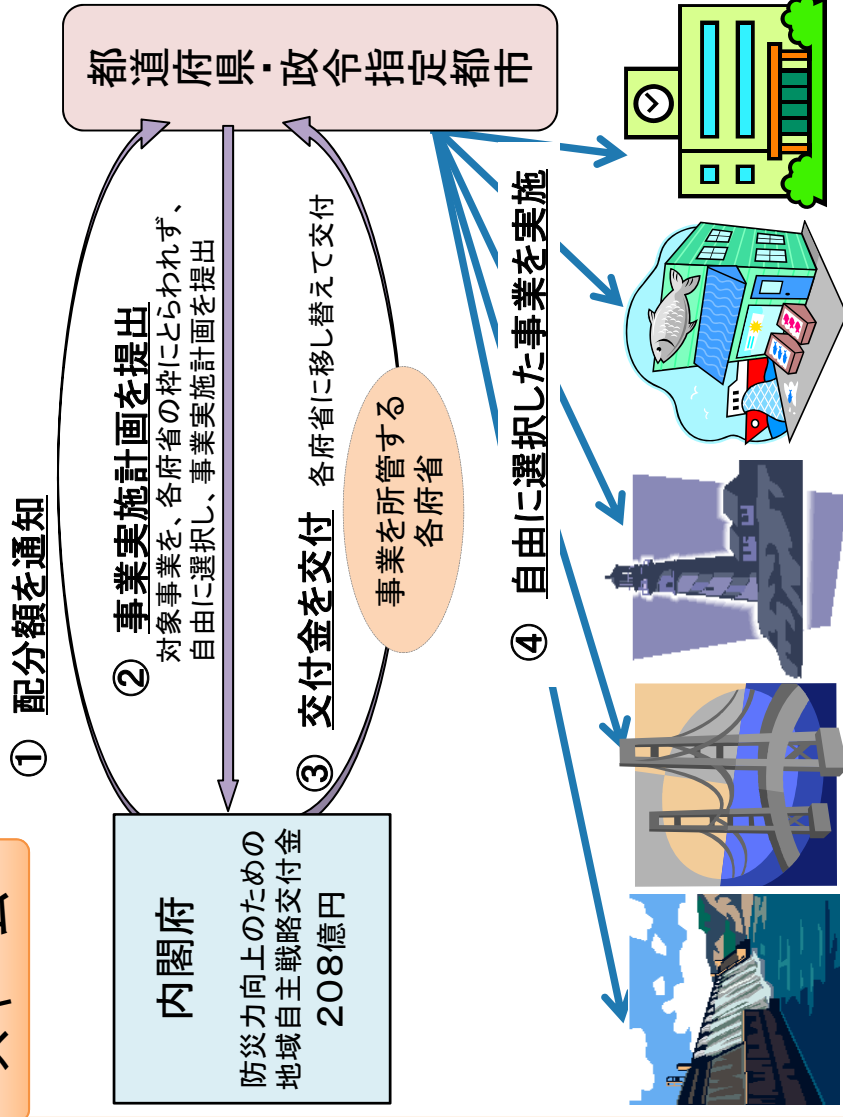 ① 配分額を通知
② 事業実施計画を提出
対象事業を、各府省の枠にとらわれず、
自由に選択し、事業実施計画を提出
③ 交付金を交付 各府省に移し替えて交付
事業を所管する
各府省
内閣府
防災力向上のための
地域自主戦略交付金
208億円
都道府県・政令指定都市
④ 自由に選択した事業を実施